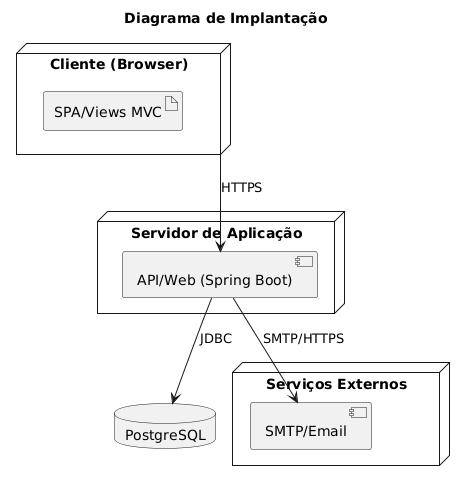 Diagrama de Implantação
Cliente (Browser)
SPA/Views MVC
HTTPS
Servidor de Aplicação
API/Web (Spring Boot)
JDBC
SMTP/HTTPS
Serviços Externos
SMTP/Email
PostgreSQL